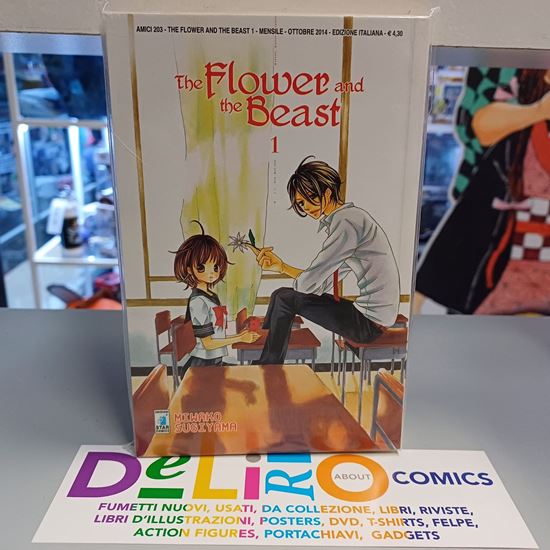 AMICI 203 - THE FLOWER AND THE BEAST 1 - MENSILE - OTTOBRE 2014 - EDIZIONE ITALIANA - € 4,30
The Flower and
the Beast
1
STAR
COMICS
MIWAKO
SUGIYAMA
DeLiRiO ABOUT COMICS
FUMETTI NUOVI, USATI, DA COLLEZIONE, LIBRI, RIVISTE,
LIBRI D'ILLUSTRAZIONI, POSTERS, DVD, T-SHIRTS, FELPE,
ACTION FIGURES, PORTACHIAVI, GADGETS